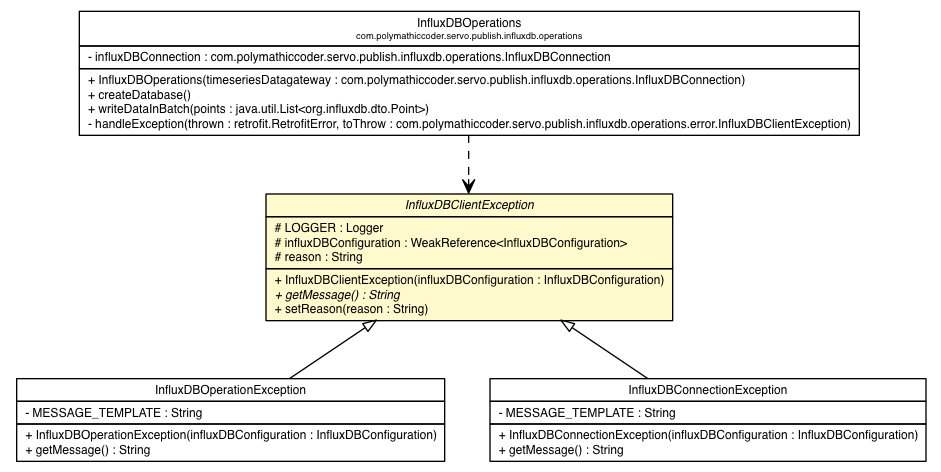 InfluxDBOperations
com.polymathiccoder.servo.publish.influxdb.operations
- influxDBConnection : com.polymathiccoder.servo.publish.influxdb.operations.InfluxDBConnection
+ InfluxDBOperations(timeseriesDatagateway : com.polymathiccoder.servo.publish.influxdb.operations.InfluxDBConnection)
+ createDatabase()
+ writeDataInBatch(points : java.util.List<org.influxdb.dto.Point>)
- handleException(thrown : retrofit.RetrofitError, toThrow : com.polymathiccoder.servo.publish.influxdb.operations.error.InfluxDBClientException)
InfluxDBClientException
# LOGGER : Logger
# influxDBConfiguration : WeakReference<InfluxDBConfiguration>
# reason : String
+ InfluxDBClientException(influxDBConfiguration : InfluxDBConfiguration)
+ getMessage() : String
+ setReason(reason : String)
InfluxDBOperationException
- MESSAGE_TEMPLATE : String
+ InfluxDBOperationException(influxDBConfiguration : InfluxDBConfiguration)
+ getMessage() : String
InfluxDBConnectionException
- MESSAGE_TEMPLATE : String
+ InfluxDBConnectionException(influxDBConfiguration : InfluxDBConfiguration)
+ getMessage() : String